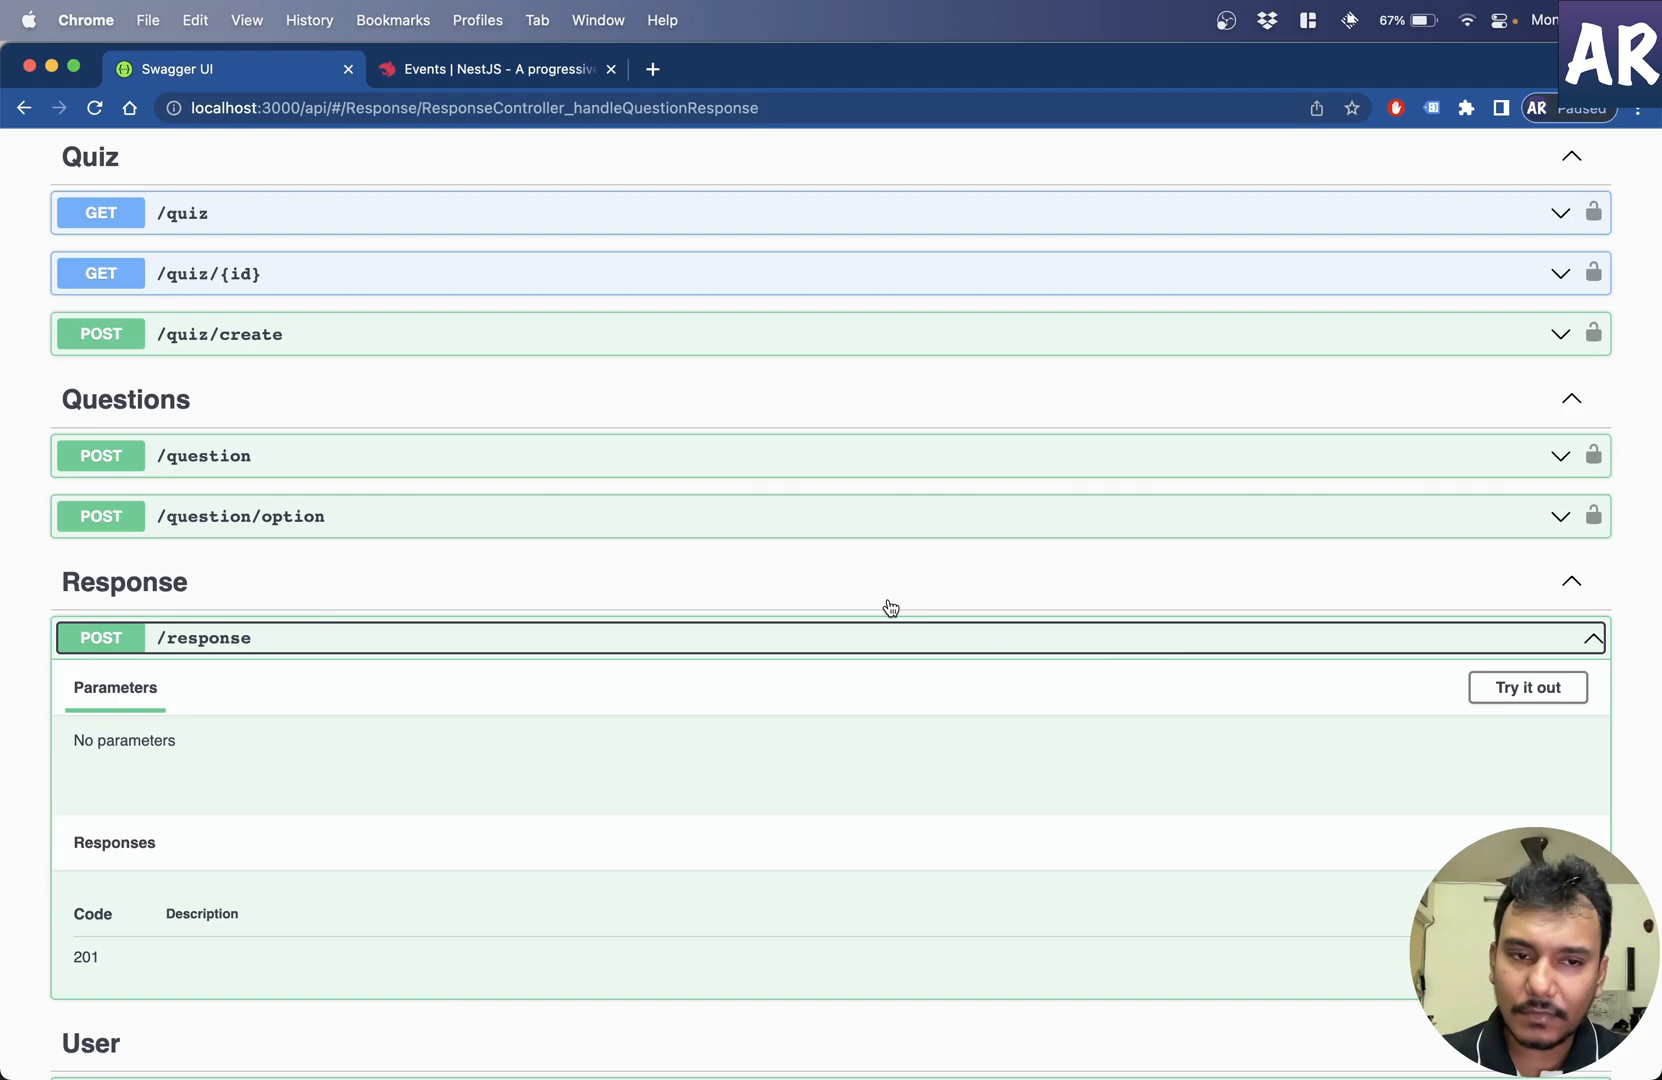 Chrome File Edit View History Bookmarks Profiles Tab Window Help 67% Mon
AR
Swagger UI
Events | NestJS - A progressive
localhost:3000/api/#/Response/ResponseController_handleQuestionResponse
AR Paused
Quiz
GET /quiz
GET /quiz/{id}
POST /quiz/create
Questions
POST /question
POST /question/option
Response
POST /response
Parameters
Try it out
No parameters
Responses
Code Description
201
User